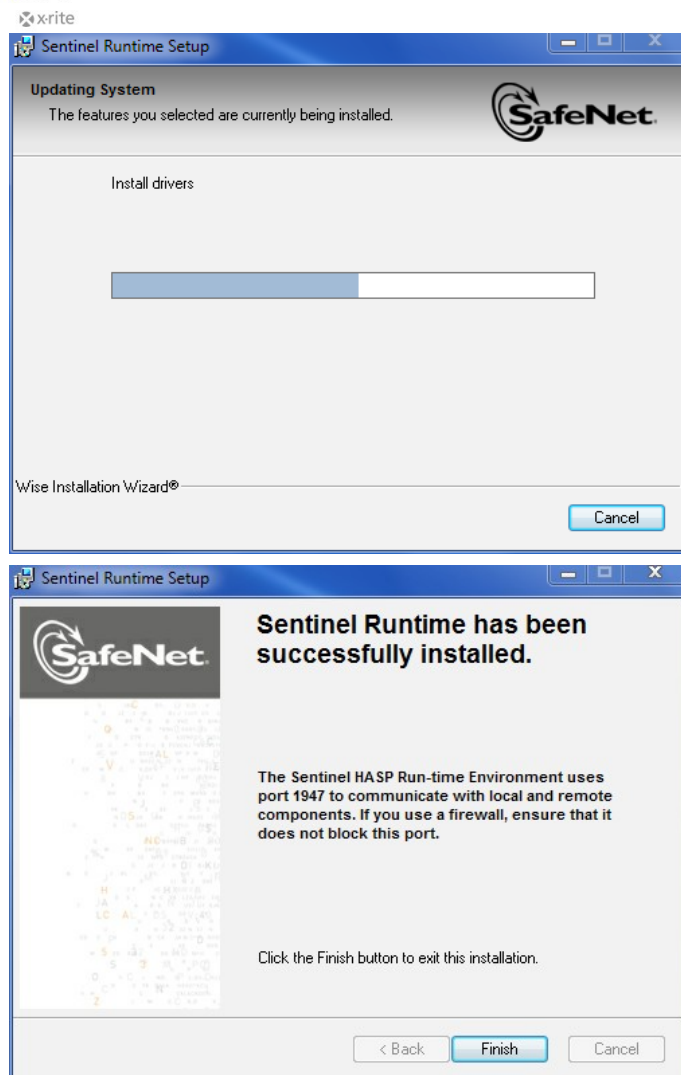 x·rite
Sentinel Runtime Setup
Updating System
The features you selected are currently being installed.
SafeNet.
Install drivers
Wise Installation Wizard®
Cancel
Sentinel Runtime Setup
SafeNet.
Sentinel Runtime has been
successfully installed.
The Sentinel HASP Run-time Environment uses
port 1947 to communicate with local and remote
components. If you use a firewall, ensure that it
does not block this port.
Click the Finish button to exit this installation.
< Back
Finish
Cancel